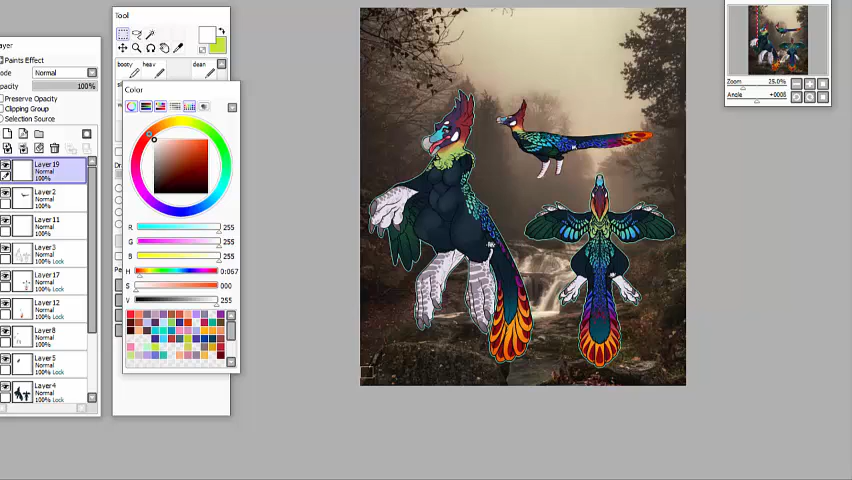 ayer
Paints Effect
ode Normal
pacity 100%
Preserve Opacity
Clipping Group
Selection Source
Layer 19
Normal
100%
Layer 2
Normal
100%
Layer 11
Normal
100%
Layer 3
Normal
100% Lock
Layer 17
Normal
100% Lock
Layer 12
Normal
100% Lock
Layer 8
Normal
100% Lock
Layer 5
Normal
100% Lock
Layer 4
Normal
100% Lock
Tool
booty heav dean
Color
R 255
G 255
B 255
H 0:067
S 000
V 255
Zoom 25.0%
Angle +0008